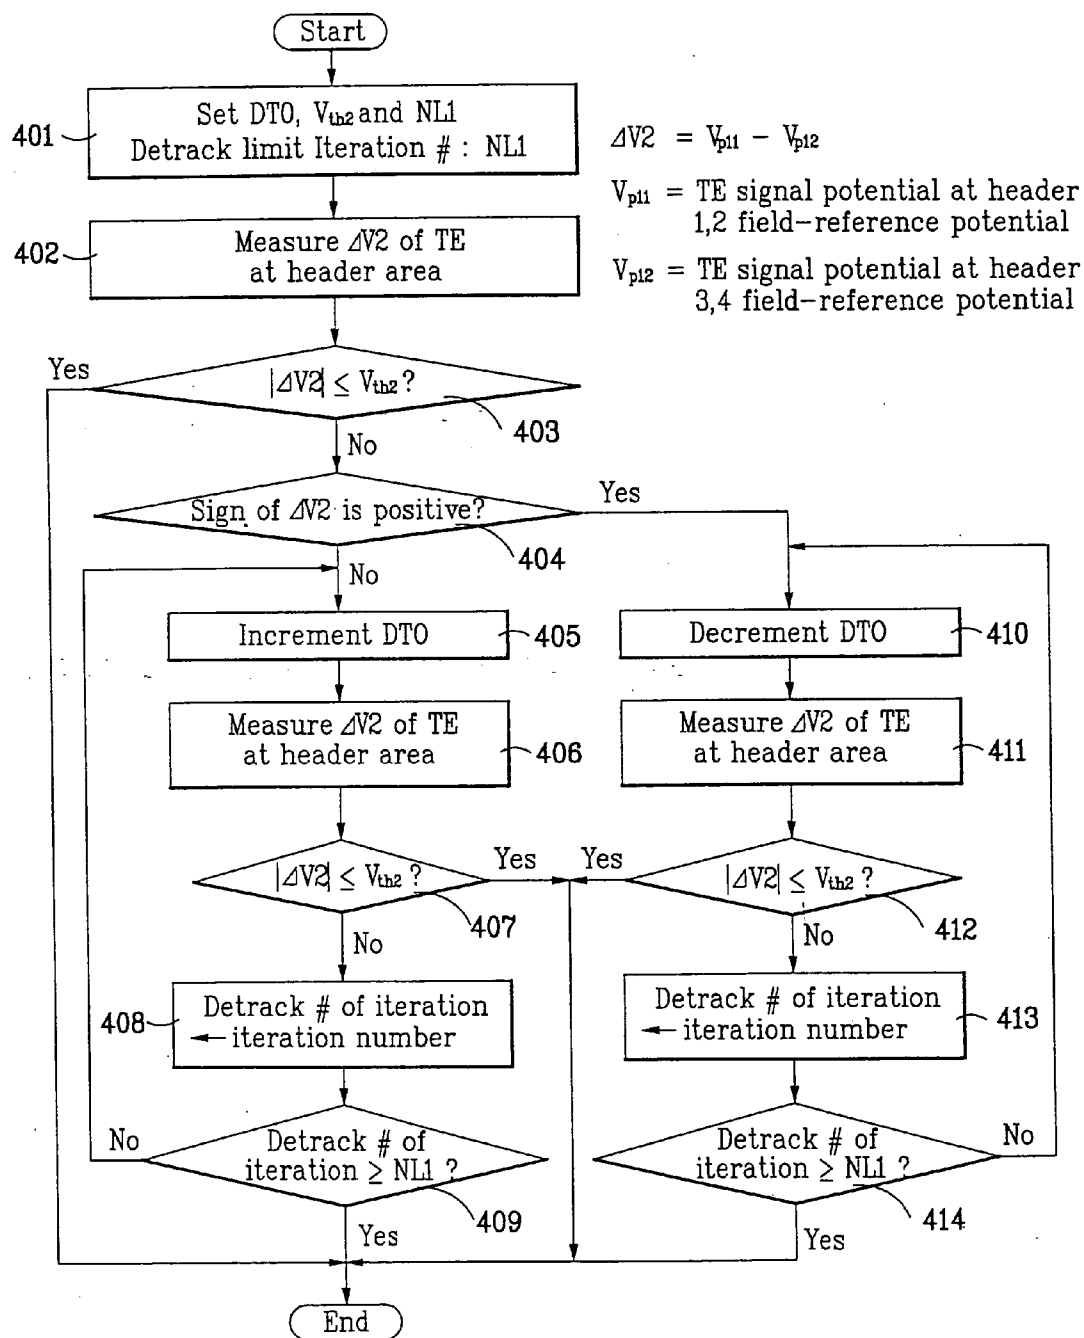 Start
401
Set DTO, Vth2 and NL1
Detrack limit Iteration # : NL1
ΔV2 = Vp11 − Vp12
Vp11 = TE signal potential at header
1,2 field-reference potential
Vp12 = TE signal potential at header
3,4 field-reference potential
402
Measure ΔV2 of TE
at header area
Yes
|ΔV2| ≤ Vth2 ?
403
No
Sign of ΔV2 is positive?
Yes
404
No
Increment DTO
405
Decrement DTO
410
Measure ΔV2 of TE
at header area
406
Measure ΔV2 of TE
at header area
411
|ΔV2| ≤ Vth2 ?
Yes
Yes
|ΔV2| ≤ Vth2 ?
407
412
No
No
408
Detrack # of iteration
← iteration number
Detrack # of iteration
← iteration number
413
No
Detrack # of
iteration ≥ NL1 ?
Detrack # of
iteration ≥ NL1 ?
No
409
414
Yes
Yes
End